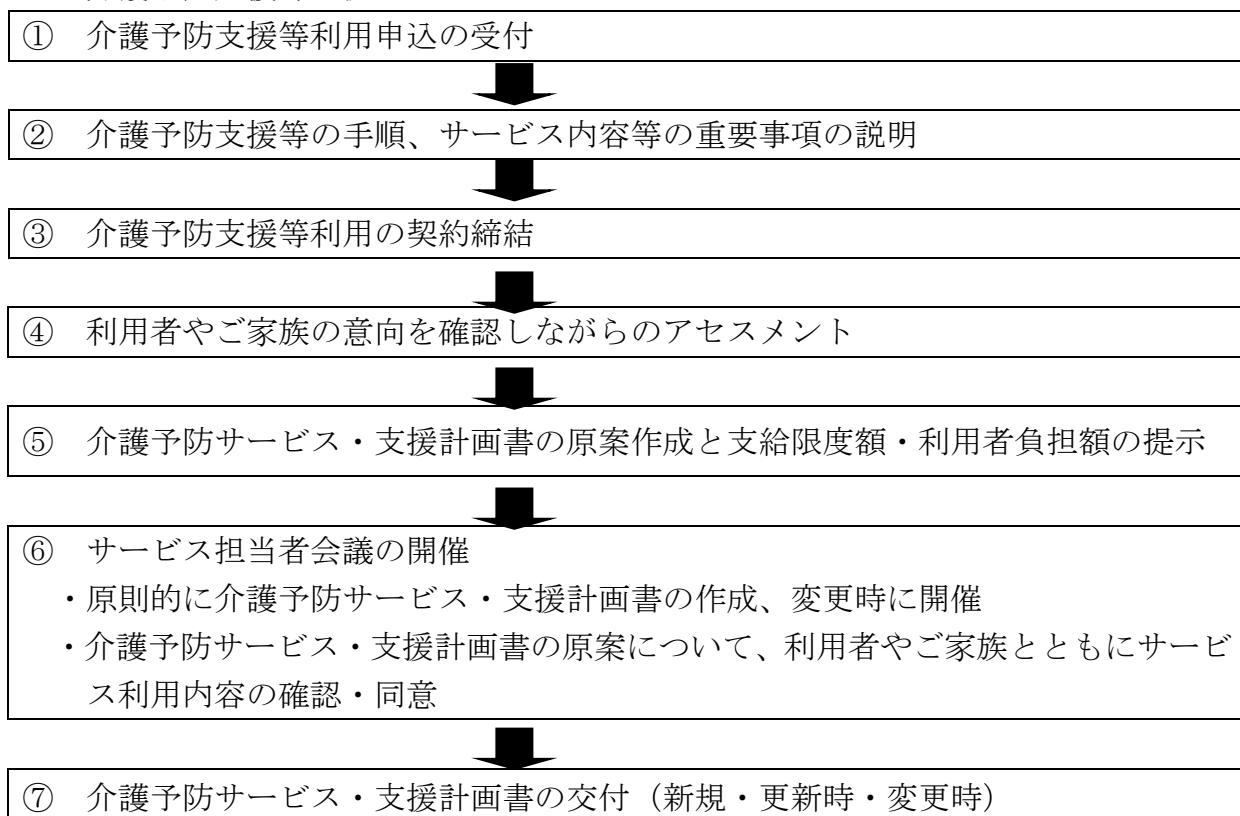 ① 介護予防支援等利用申込の受付
② 介護予防支援等の手順、サービス内容等の重要事項の説明
③ 介護予防支援等利用の契約締結
④ 利用者やご家族の意向を確認しながらのアセスメント
⑤ 介護予防サービス・支援計画書の原案作成と支給限度額・利用者負担額の提示
⑥ サービス担当者会議の開催
・原則的に介護予防サービス・支援計画書の作成、変更時に開催
・介護予防サービス・支援計画書の原案について、利用者やご家族とともにサービ
ス利用内容の確認・同意
⑦ 介護予防サービス・支援計画書の交付（新規・更新時・変更時）